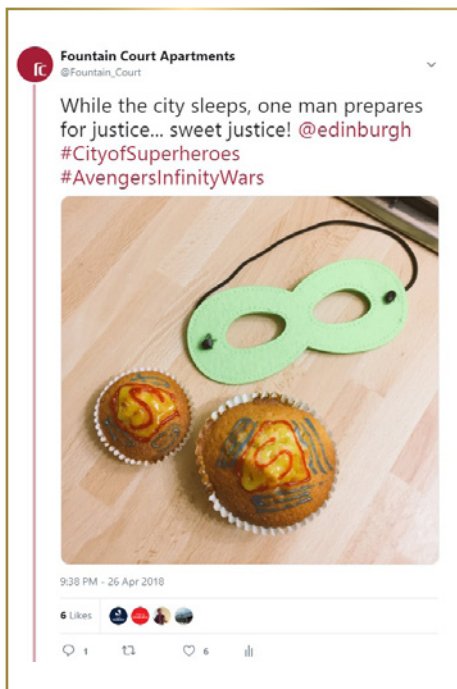 Fountain Court Apartments
@Fountain_Court
While the city sleeps, one man prepares
for justice... sweet justice! @edinburgh
#CityofSuperheroes
#AvengersInfinityWars
S
S
9:38 PM - 26 Apr 2018
6 Likes
1
6